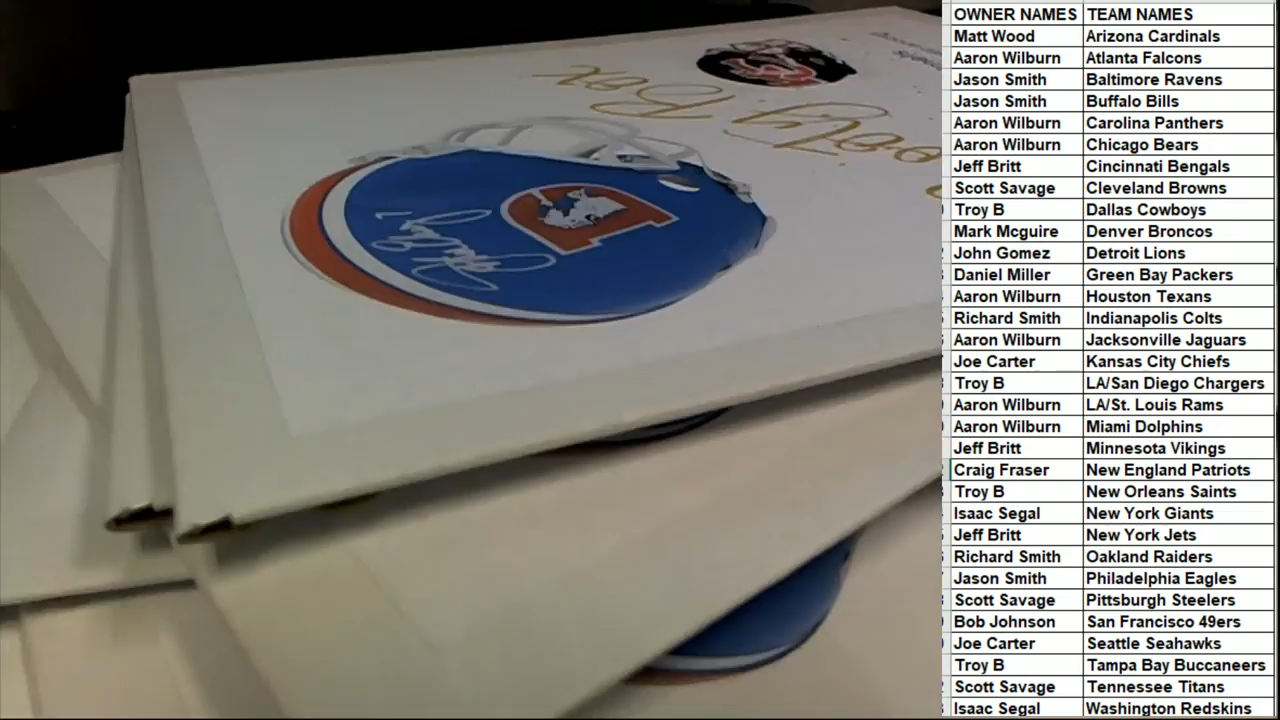 OWNER NAMES TEAM NAMES
Matt Wood Arizona Cardinals
Aaron Wilburn Atlanta Falcons
Jason Smith Baltimore Ravens
Jason Smith Buffalo Bills
Aaron Wilburn Carolina Panthers
Aaron Wilburn Chicago Bears
Jeff Britt Cincinnati Bengals
Scott Savage Cleveland Browns
Troy B Dallas Cowboys
Mark Mcguire Denver Broncos
John Gomez Detroit Lions
Daniel Miller Green Bay Packers
Aaron Wilburn Houston Texans
Richard Smith Indianapolis Colts
Aaron Wilburn Jacksonville Jaguars
Joe Carter Kansas City Chiefs
Troy B LA/San Diego Chargers
Aaron Wilburn LA/St. Louis Rams
Aaron Wilburn Miami Dolphins
Jeff Britt Minnesota Vikings
Craig Fraser New England Patriots
Troy B New Orleans Saints
Isaac Segal New York Giants
Jeff Britt New York Jets
Richard Smith Oakland Raiders
Jason Smith Philadelphia Eagles
Scott Savage Pittsburgh Steelers
Bob Johnson San Francisco 49ers
Joe Carter Seattle Seahawks
Troy B Tampa Bay Buccaneers
Scott Savage Tennessee Titans
Isaac Segal Washington Redskins
Box